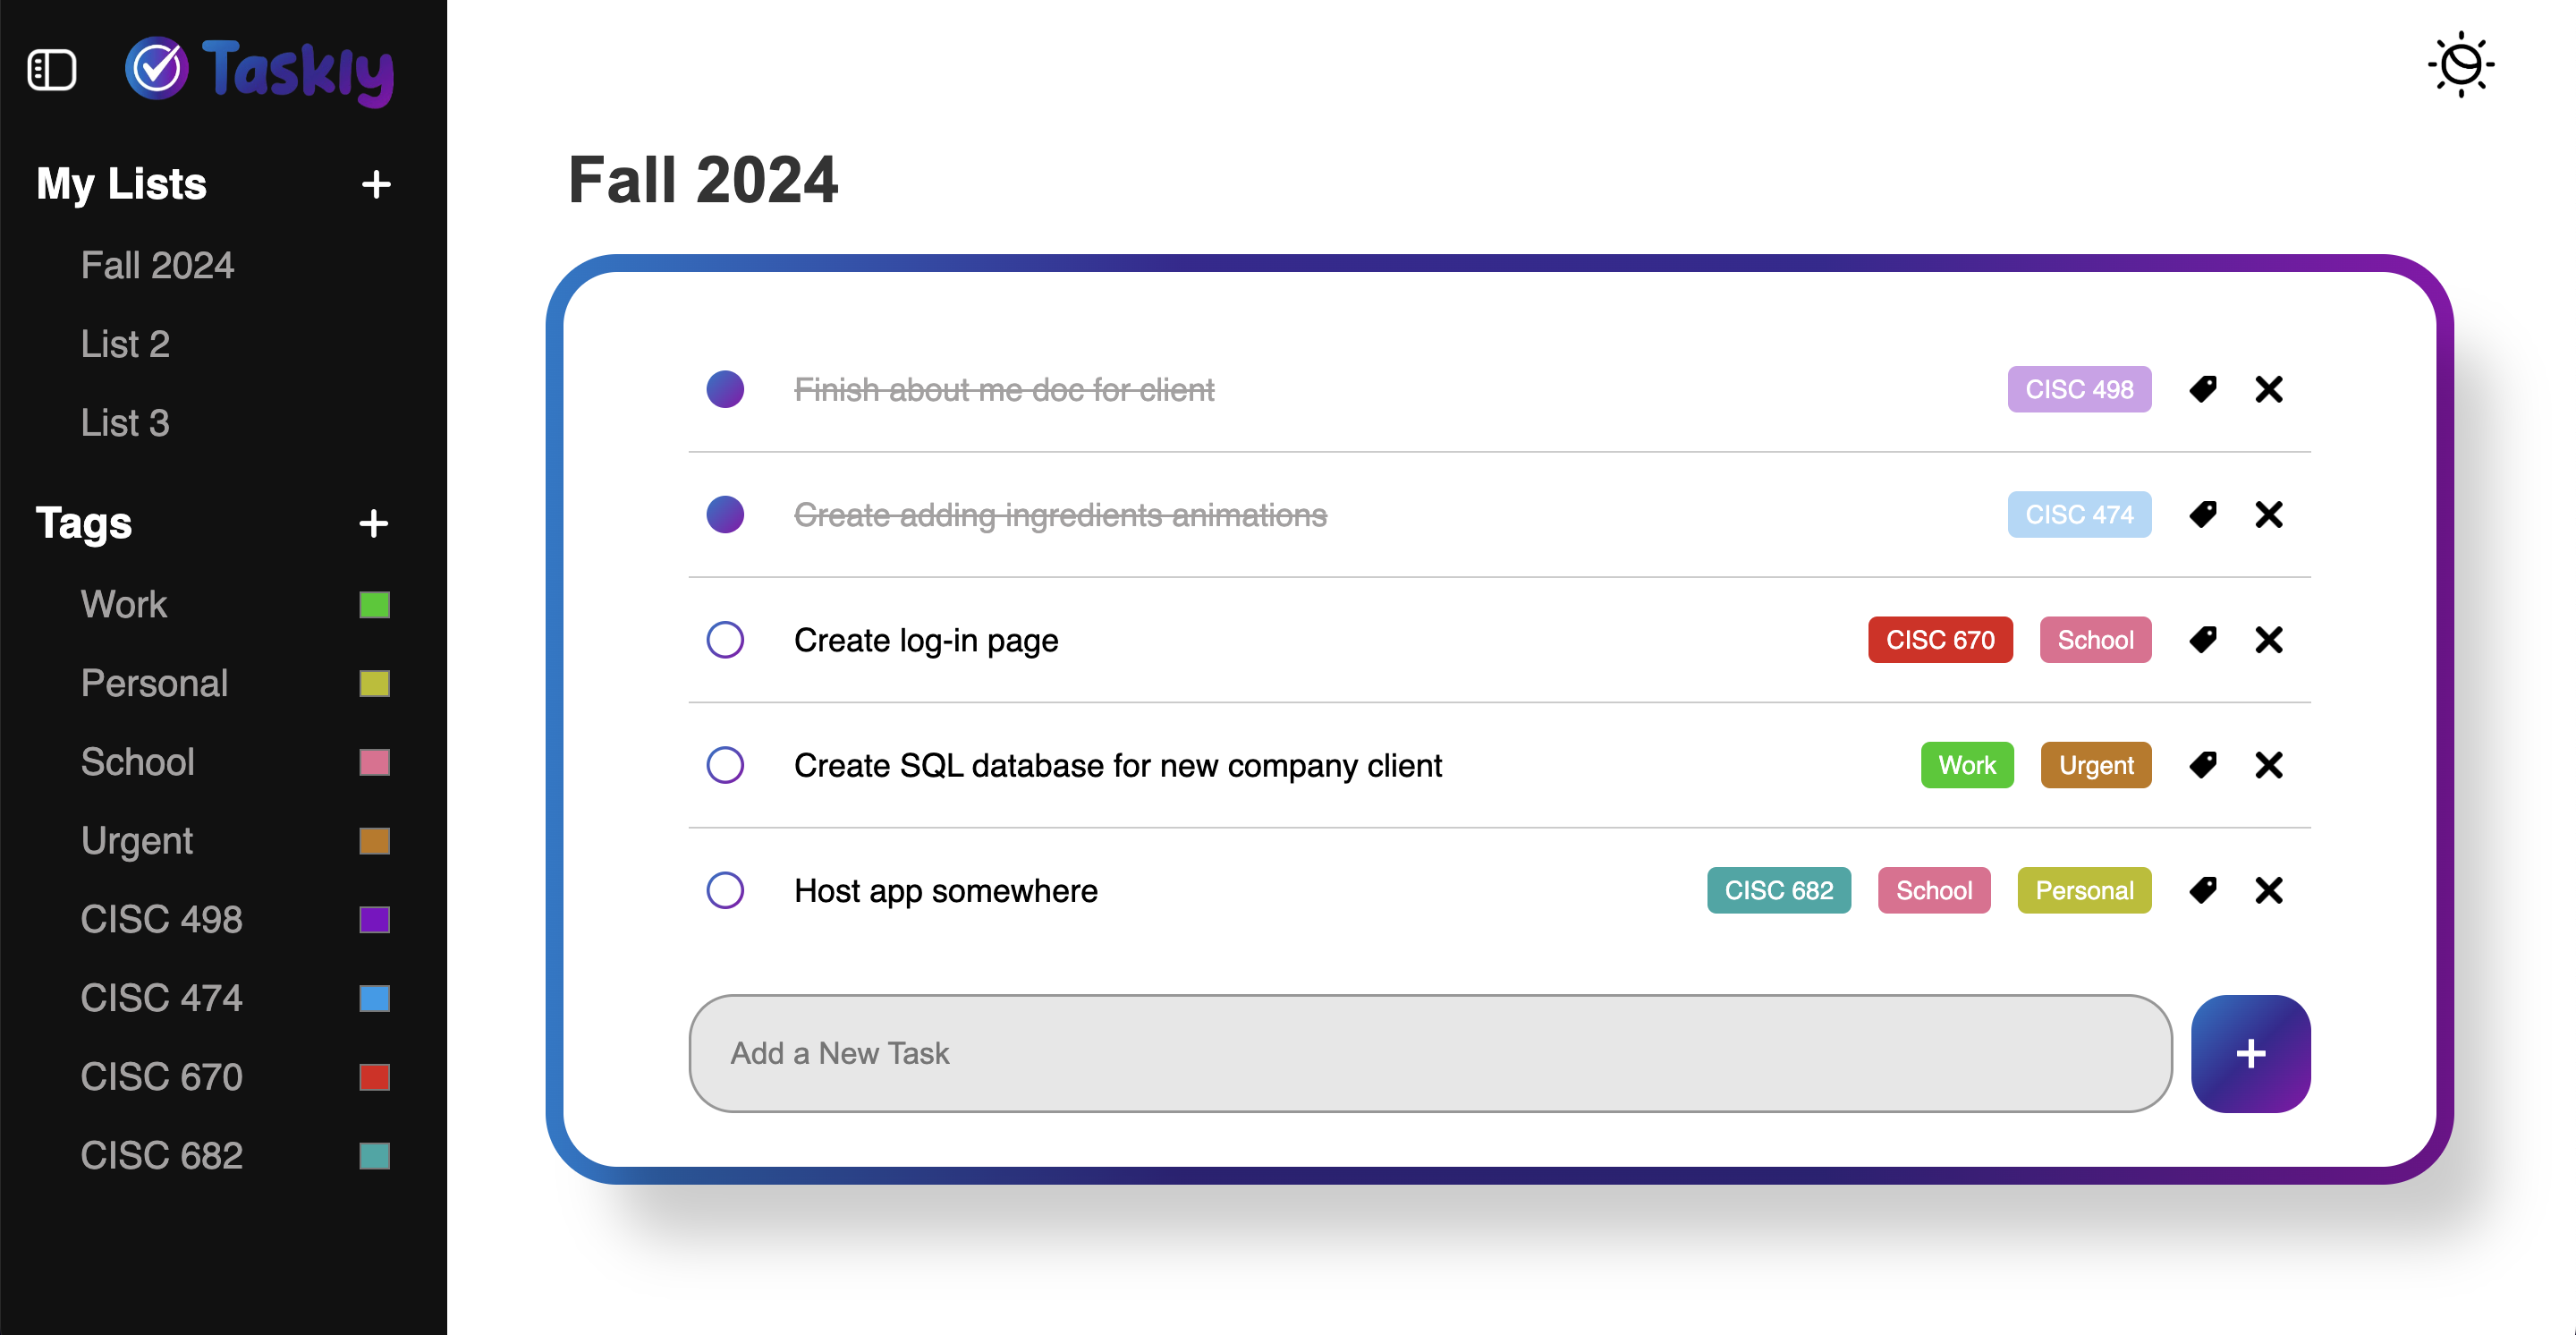 Taskly
My Lists
Fall 2024
List 2
List 3
Tags
Work
Personal
School
Urgent
CISC 498
CISC 474
CISC 670
CISC 682
Fall 2024
Finish about me doc for client CISC 498
Create adding ingredients animations CISC 474
Create log-in page CISC 670 School
Create SQL database for new company client Work Urgent
Host app somewhere CISC 682 School Personal
Add a New Task